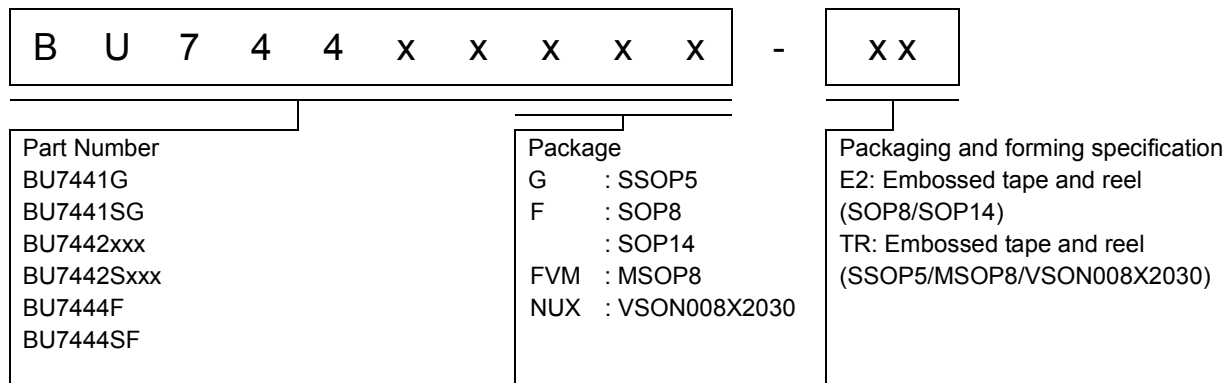 B U 7 4 4 x x x x x - x x
Part Number
BU7441G
BU7441SG
BU7442xxx
BU7442Sxxx
BU7444F
BU7444SF
Package
G : SSOP5
F : SOP8
: SOP14
FVM : MSOP8
NUX : VSON008X2030
Packaging and forming specification
E2: Embossed tape and reel
(SOP8/SOP14)
TR: Embossed tape and reel
(SSOP5/MSOP8/VSON008X2030)